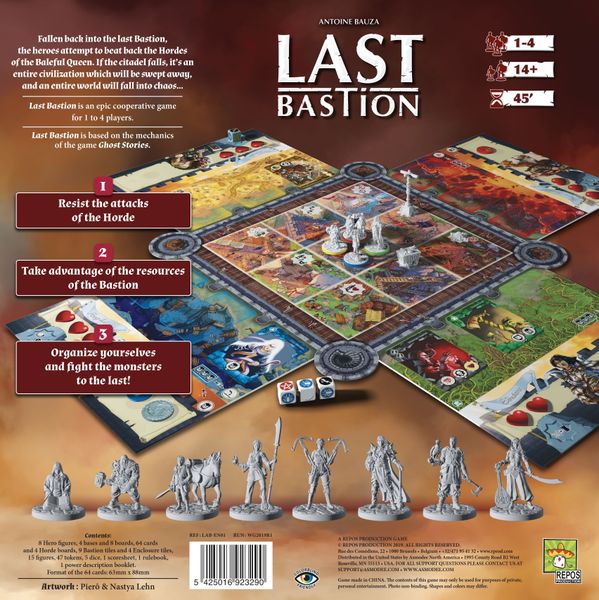 ANTOINE BAUZA
LAST
BASTION
1-4
14+
45'
Fallen back into the last Bastion,
the heroes attempt to beat back the Hordes
of the Baleful Queen. If the citadel falls, it's an
entire civilization which will be swept away,
and an entire world will fall into chaos...
Last Bastion is an epic cooperative game
for 1 to 4 players.
Last Bastion is based on the mechanics
of the game Ghost Stories.
1
Resist the attacks
of the Horde
2
Take advantage of the resources
of the Bastion
3
Organize yourselves
and fight the monsters
to the last!
Contents:
8 Hero figures, 4 bases and 8 boards, 64 cards
and 4 Horde boards, 9 Bastion tiles and 4 Enclosure tiles,
15 figures, 47 tokens, 5 dice, 1 scoresheet, 1 rulebook,
1 power description booklet.
Format of the 64 cards: 63mm x 88mm
Artwork : Pierô & Nastya Lehn
REF: LAB-EN01 RUN: WG2019R1
5 425016 923290
A REPOS PRODUCTION GAME
© REPOS PRODUCTION 2019. ALL RIGHTS RESERVED.
Rue des Comédiens, 22 • 1000 Brussels • Belgium • +32 471 95 41 32 • www.rprod.com
Distributed in the United States by Asmodee North America • 1995 County Road B2 West
Roseville, MN 55113 • USA. FOR ALL CUSTOMER SUPPORT PLEASE CONTACT
US AT SUPPORT.ASMODEE.COM
Game made in CHINA. The contents of this game may only be used for purposes of private,
personal entertainment. Photo non-binding. Shapes and colors may differ.
REPOS
PRODUCTION